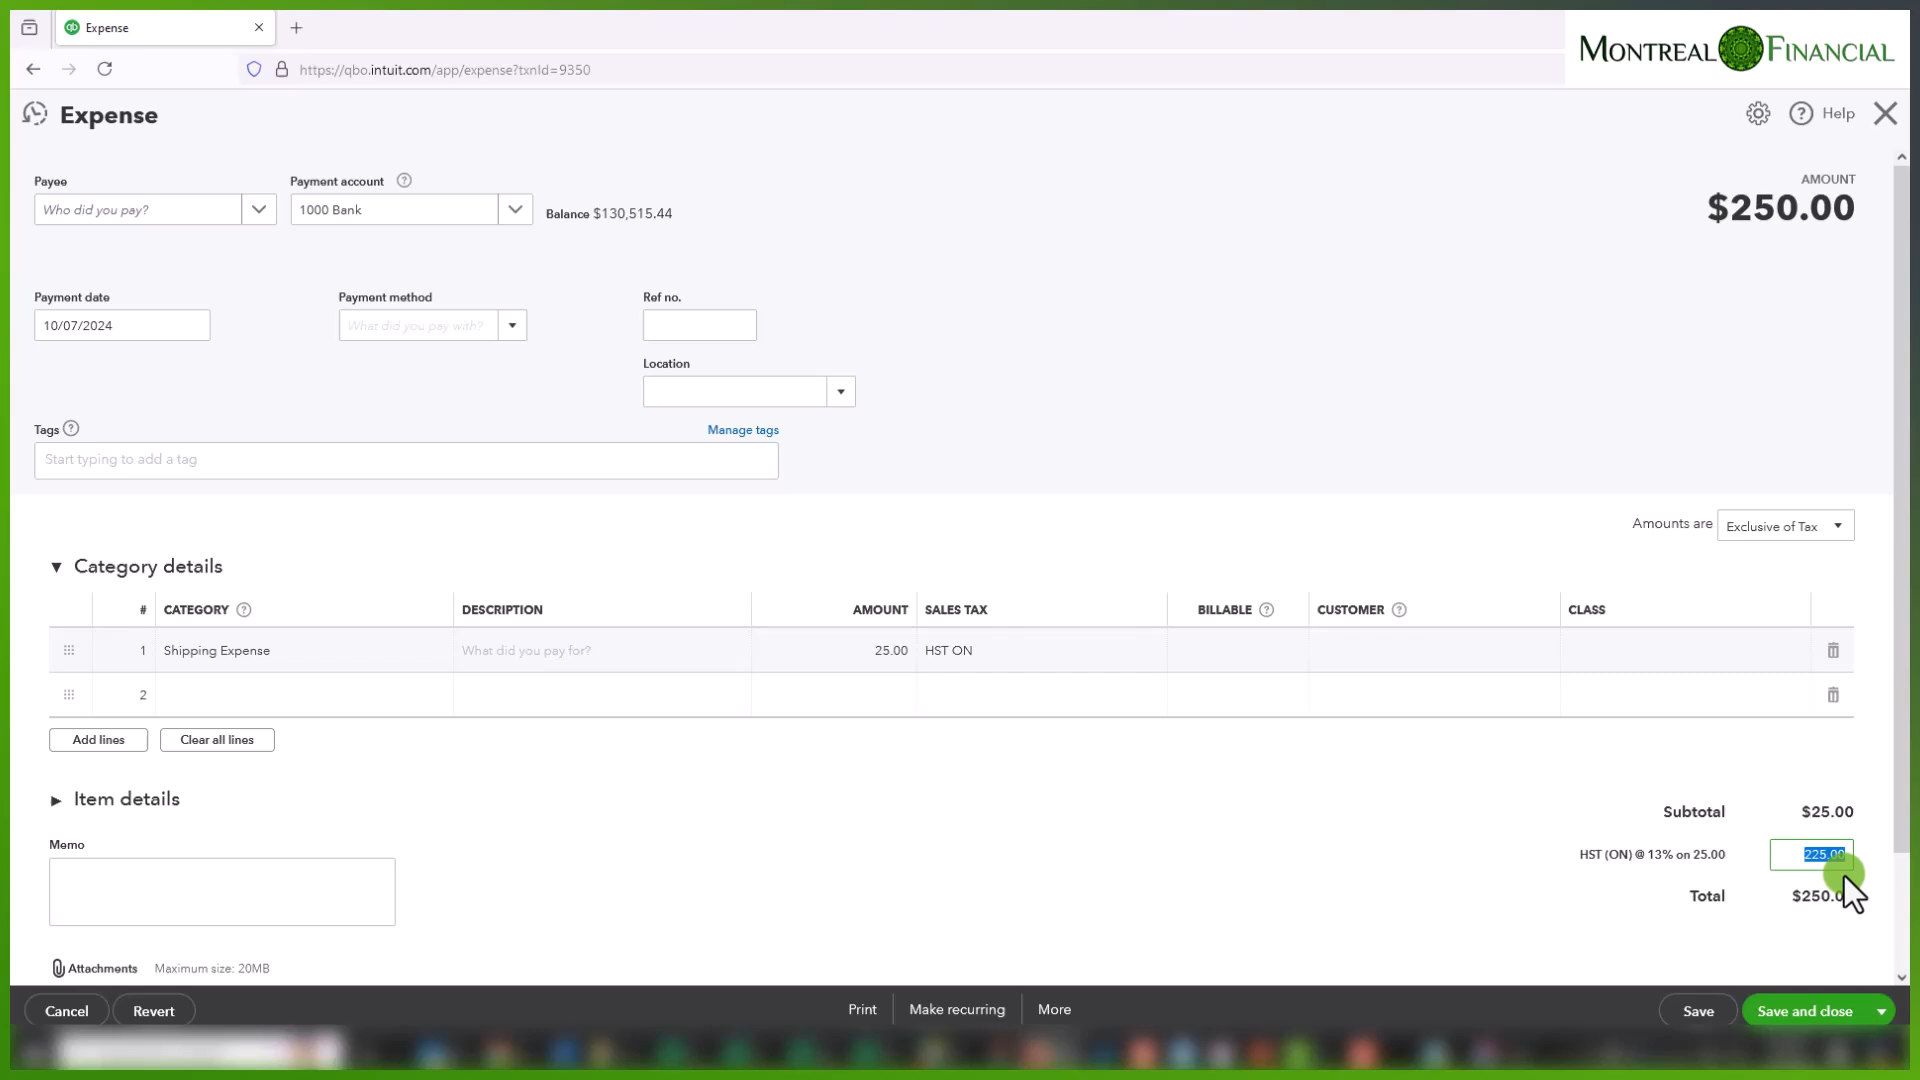 Expense
MONTREAL FINANCIAL
https://qbo.intuit.com/app/expense?txnId=9350
Expense
Help
Payee
Payment account
AMOUNT
Who did you pay?
1000 Bank
Balance $130,515.44
$250.00
Payment date
Payment method
Ref no.
10/07/2024
What did you pay with?
Location
Tags
Manage tags
Start typing to add a tag
Amounts are
Exclusive of Tax
Category details
# CATEGORY DESCRIPTION AMOUNT SALES TAX BILLABLE CUSTOMER CLASS
1 Shipping Expense What did you pay for? 25.00 HST ON
2
Add lines
Clear all lines
Item details
Subtotal $25.00
Memo
HST (ON) @ 13% on 25.00 225.00
Total $250.0
Attachments Maximum size: 20MB
Cancel
Revert
Print
Make recurring
More
Save
Save and close